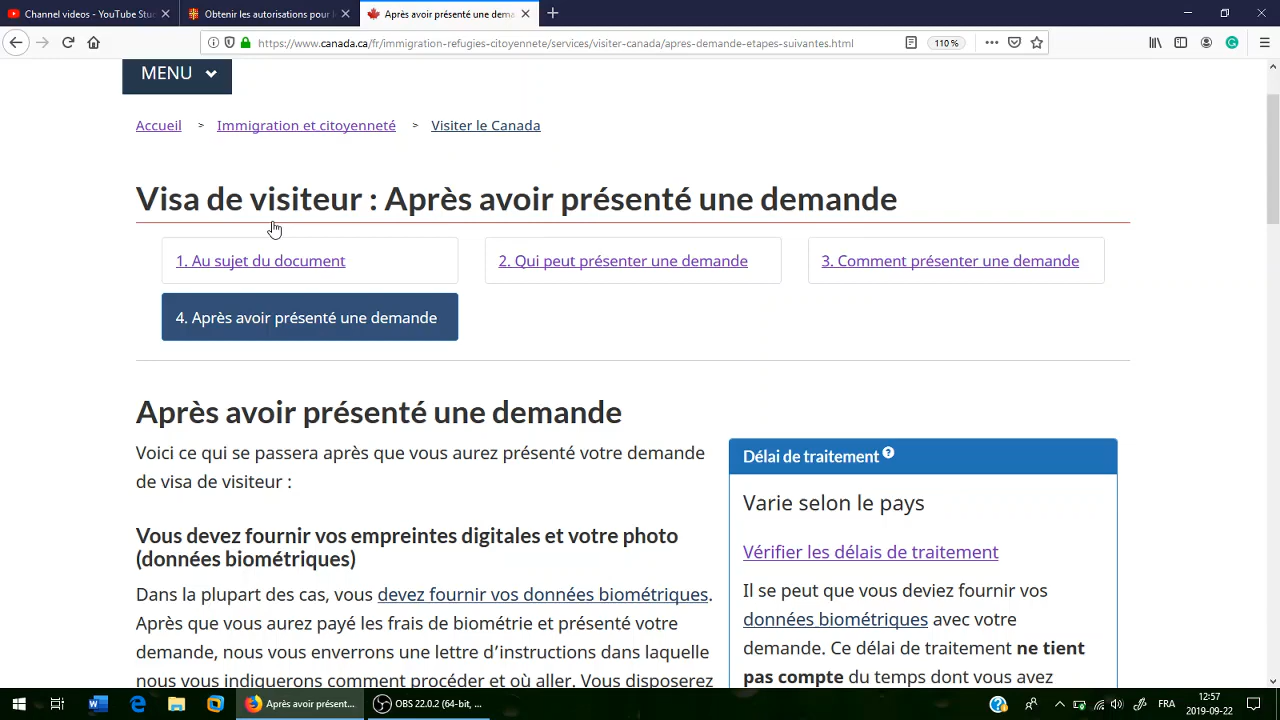 Channel videos - YouTube Stu
Obtenir les autorisations pour
Après avoir présenté une dema
https://www.canada.ca/fr/immigration-refugies-citoyennete/services/visiter-canada/apres-demande-etapes-suivantes.html
110 %
MENU
Accueil > Immigration et citoyenneté > Visiter le Canada
Visa de visiteur : Après avoir présenté une demande
1. Au sujet du document
2. Qui peut présenter une demande
3. Comment présenter une demande
4. Après avoir présenté une demande
Après avoir présenté une demande
Voici ce qui se passera après que vous aurez présenté votre demande
de visa de visiteur :
Vous devez fournir vos empreintes digitales et votre photo
(données biométriques)
Dans la plupart des cas, vous devez fournir vos données biométriques.
Après que vous aurez payé les frais de biométrie et présenté votre
demande, nous vous enverrons une lettre d'instructions dans laquelle
nous vous indiquerons comment procéder et où aller. Vous disposerez
Délai de traitement
Varie selon le pays
Vérifier les délais de traitement
Il se peut que vous deviez fournir vos
données biométriques avec votre
demande. Ce délai de traitement ne tient
pas compte du temps dont vous avez
Après avoir présent...
OBS 22.0.2 (64-bit, ...
FRA
12:57
2019-09-22